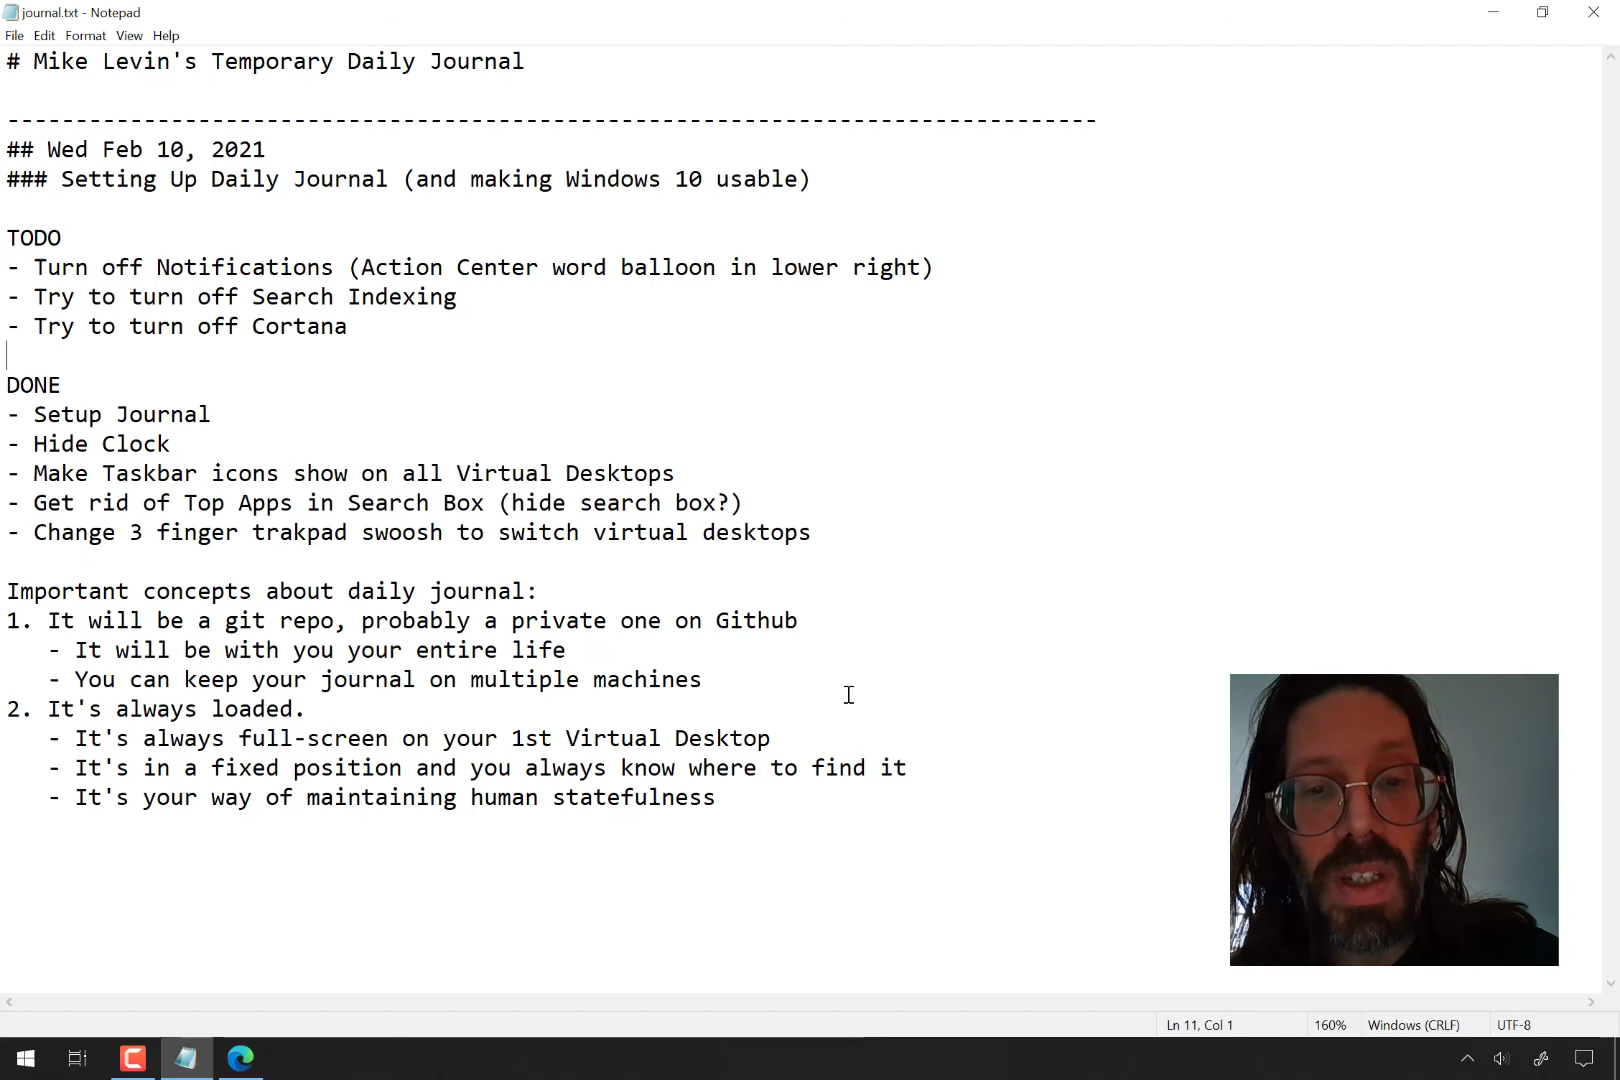 journal.txt - Notepad
File Edit Format View Help
# Mike Levin's Temporary Daily Journal
--------------------------------------------------------------------------------
## Wed Feb 10, 2021
### Setting Up Daily Journal (and making Windows 10 usable)
TODO
- Turn off Notifications (Action Center word balloon in lower right)
- Try to turn off Search Indexing
- Try to turn off Cortana
DONE
- Setup Journal
- Hide Clock
- Make Taskbar icons show on all Virtual Desktops
- Get rid of Top Apps in Search Box (hide search box?)
- Change 3 finger trakpad swoosh to switch virtual desktops
Important concepts about daily journal:
1. It will be a git repo, probably a private one on Github
   - It will be with you your entire life
   - You can keep your journal on multiple machines
2. It's always loaded.
   - It's always full-screen on your 1st Virtual Desktop
   - It's in a fixed position and you always know where to find it
   - It's your way of maintaining human statefulness
Ln 11, Col 1 160% Windows (CRLF) UTF-8